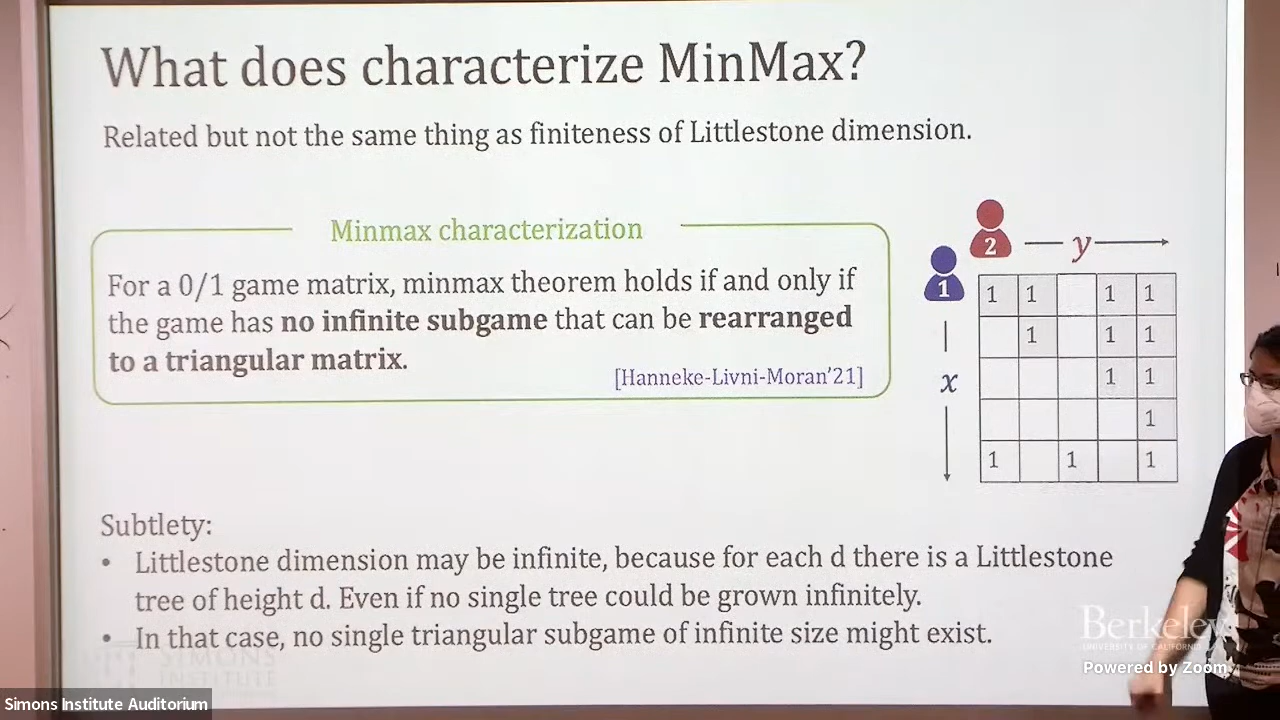 What does characterize MinMax?
Related but not the same thing as finiteness of Littlestone dimension.
Minmax characterization
For a 0/1 game matrix, minmax theorem holds if and only if
the game has no infinite subgame that can be rearranged
to a triangular matrix.
[Hanneke-Livni-Moran'21]
2
y
1
x
1 1 1 1
1 1 1
1 1
1
1 1 1
Subtlety:
• Littlestone dimension may be infinite, because for each d there is a Littlestone
tree of height d. Even if no single tree could be grown infinitely.
• In that case, no single triangular subgame of infinite size might exist.
Berkeley
UNIVERSITY OF CALIFORNIA
Powered by Zoom
SIMONS
INSTITUTE
Simons Institute Auditorium